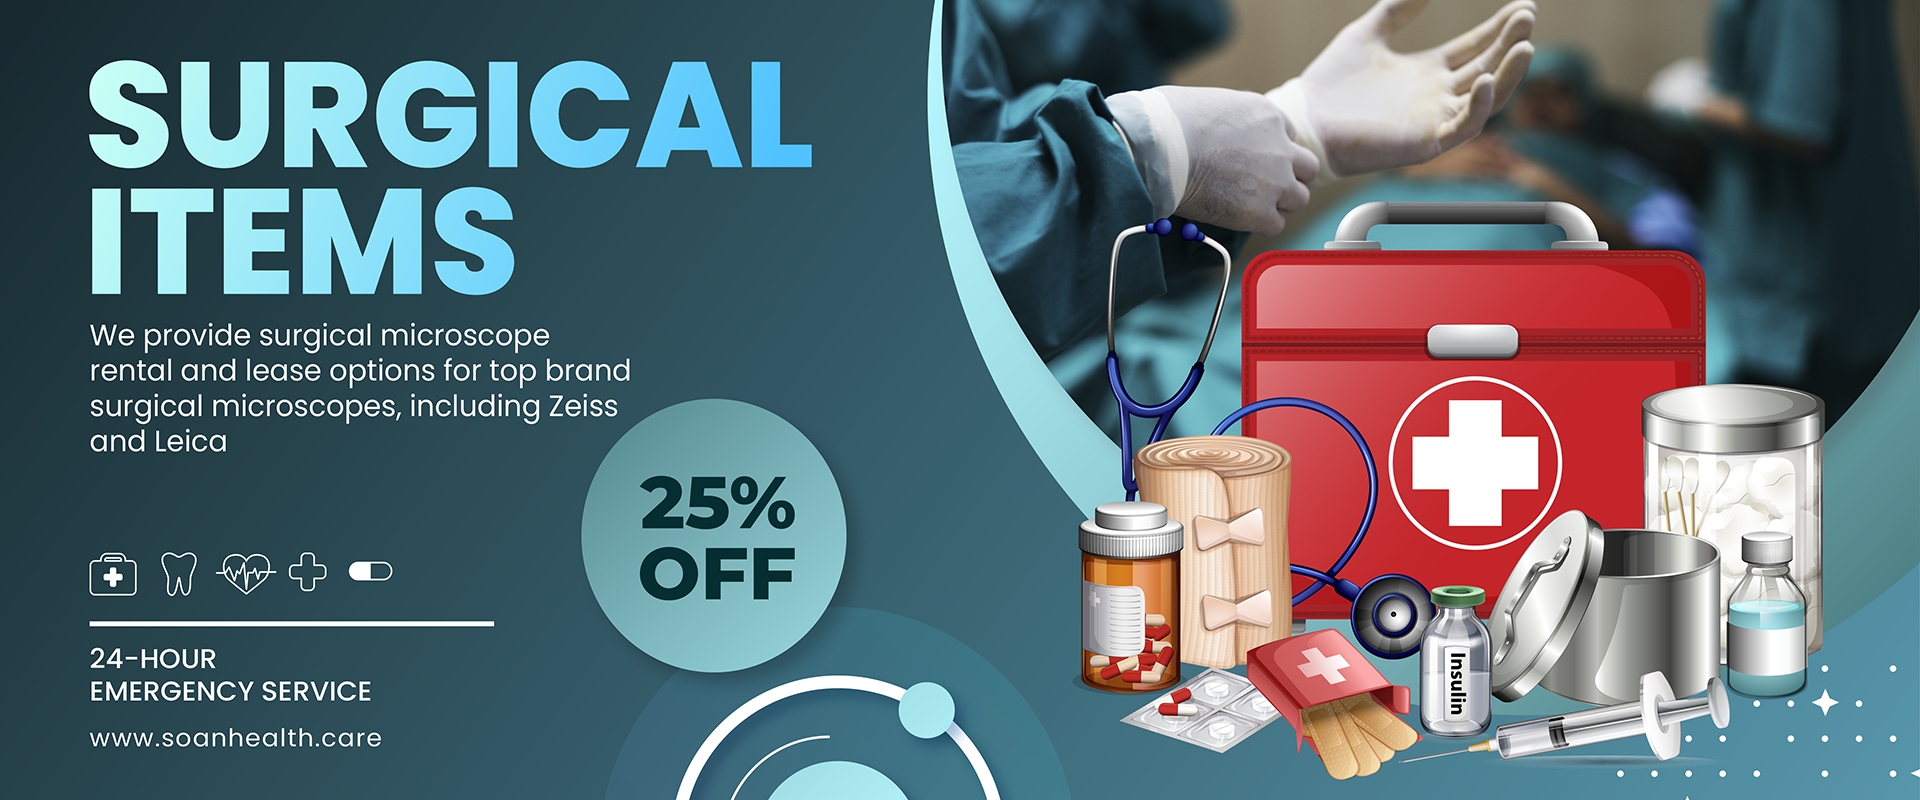 SURGICAL
ITEMS
We provide surgical microscope
rental and lease options for top brand
surgical microscopes, including Zeiss
and Leica
25%
OFF
24-HOUR
EMERGENCY SERVICE
www.soanhealth.care
Insulin